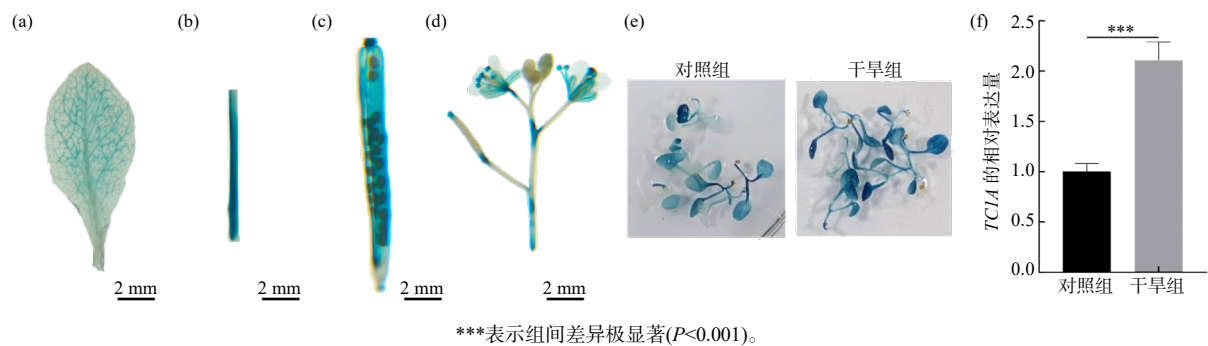 (a)
(b)
(c)
(d)
(e)
(f)
对照组
干旱组
2 mm
2 mm
2 mm
2 mm
TC1A 的相对表达量
2.5
2.0
1.5
1.0
0.5
0.0
***
对照组
干旱组
***表示组间差异极显著(P<0.001)。